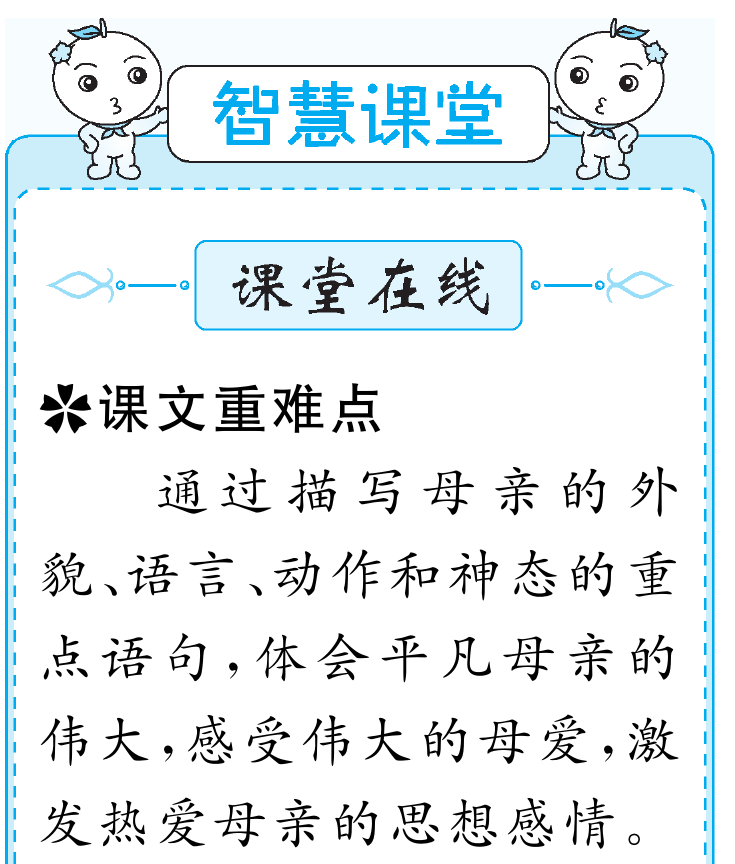 智慧课堂
课堂在线
课文重难点
通过描写母亲的外
貌、语言、动作和神态的重
点语句,体会平凡母亲的
伟大,感受伟大的母爱,激
发热爱母亲的思想感情。